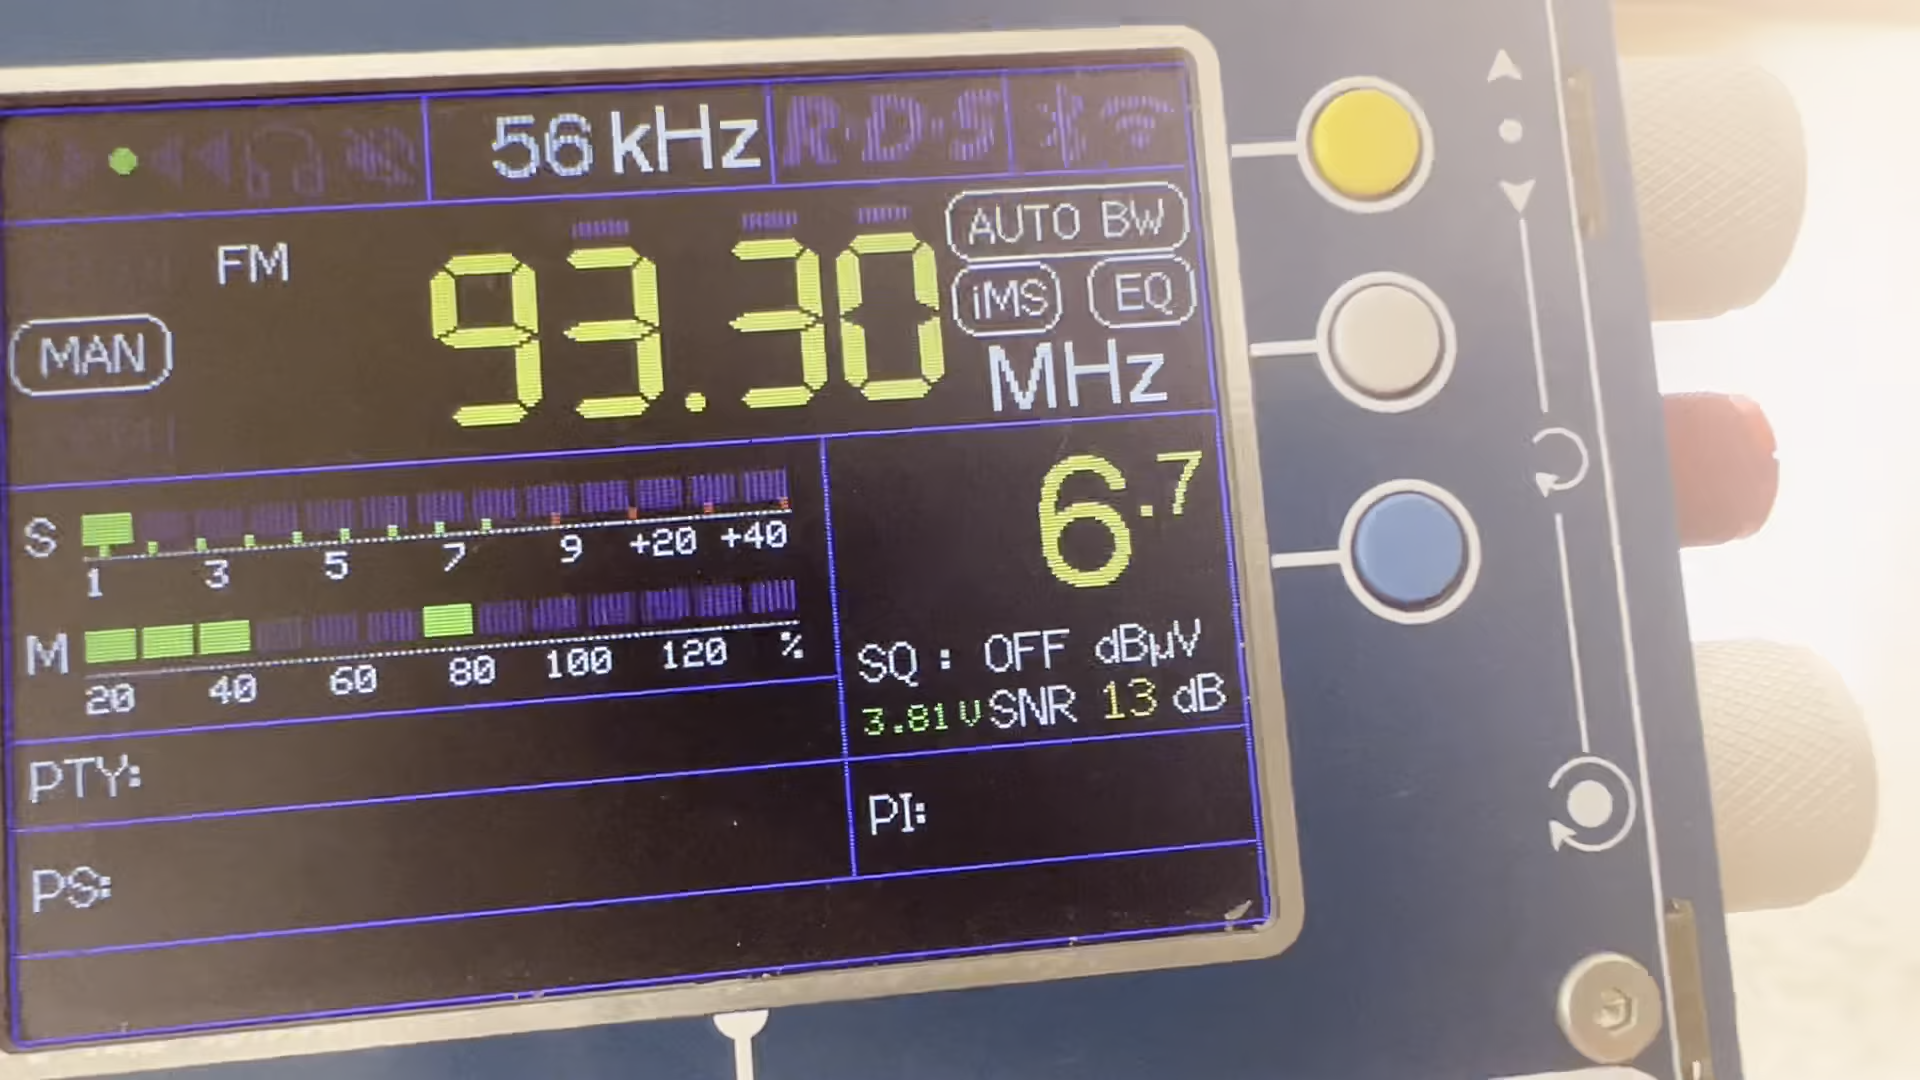 56 kHz R·D·S
FM 93.30 AUTO BW
iMS EQ
MAN MHz
6.7
S
1 3 5 7 9 +20 +40
M
20 40 60 80 100 120 %
SQ : OFF dBµV
3.81V SNR 13 dB
PTY:
PI:
PS: